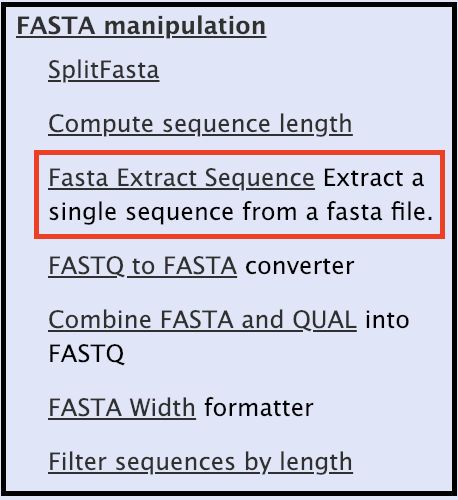 FASTA manipulation
SplitFasta
Compute sequence length
Fasta Extract Sequence Extract a
single sequence from a fasta file.
FASTQ to FASTA converter
Combine FASTA and QUAL into
FASTQ
FASTA Width formatter
Filter sequences by length